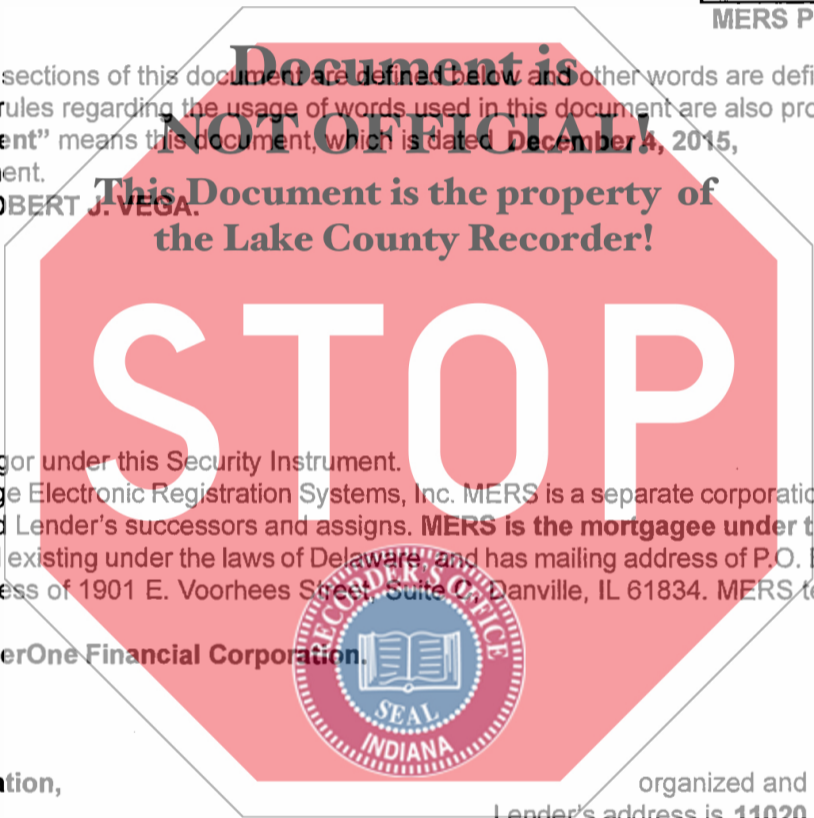 MERS P
Document is
sections of this document are defined below and other words are defi
rules regarding the usage of words used in this document are also pro
NOT OFFICIAL!
ent” means this document, which is dated December 4, 2015,
ent.
This Document is the property of
OBERT J. VEGA.
the Lake County Recorder!
STOP
gor under this Security Instrument.
ge Electronic Registration Systems, Inc. MERS is a separate corporatio
d Lender's successors and assigns. MERS is the mortgagee under t
existing under the laws of Delaware, and has mailing address of P.O. B
ess of 1901 E. Voorhees Street, Suite C, Danville, IL 61834. MERS te
RECORDER'S OFFICE
erOne Financial Corporation.
SEAL
INDIANA
ation,
organized and
Lender's address is 11020